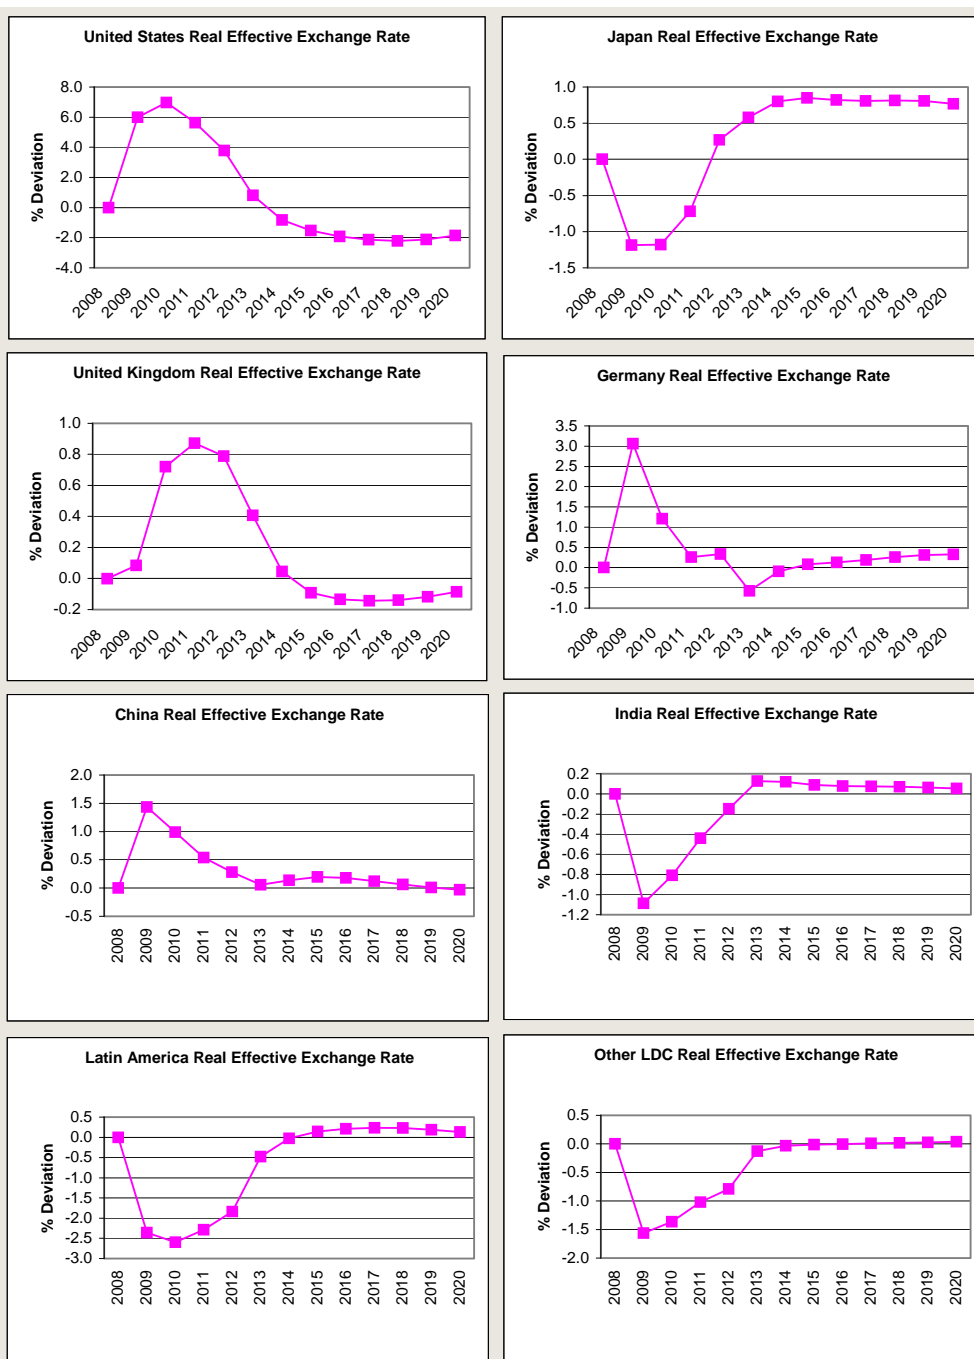 United States Real Effective Exchange Rate
% Deviation
8.0
6.0
4.0
2.0
0.0
-2.0
-4.0
2008 2009 2010 2011 2012 2013 2014 2015 2016 2017 2018 2019 2020
Japan Real Effective Exchange Rate
% Deviation
1.0
0.5
0.0
-0.5
-1.0
-1.5
2008 2009 2010 2011 2012 2013 2014 2015 2016 2017 2018 2019 2020
United Kingdom Real Effective Exchange Rate
% Deviation
1.0
0.8
0.6
0.4
0.2
0.0
-0.2
2008 2009 2010 2011 2012 2013 2014 2015 2016 2017 2018 2019 2020
Germany Real Effective Exchange Rate
% Deviation
3.5
3.0
2.5
2.0
1.5
1.0
0.5
0.0
-0.5
-1.0
2008 2009 2010 2011 2012 2013 2014 2015 2016 2017 2018 2019 2020
China Real Effective Exchange Rate
% Deviation
2.0
1.5
1.0
0.5
0.0
-0.5
2008 2009 2010 2011 2012 2013 2014 2015 2016 2017 2018 2019 2020
India Real Effective Exchange Rate
% Deviation
0.2
0.0
-0.2
-0.4
-0.6
-0.8
-1.0
-1.2
2008 2009 2010 2011 2012 2013 2014 2015 2016 2017 2018 2019 2020
Latin America Real Effective Exchange Rate
% Deviation
0.5
0.0
-0.5
-1.0
-1.5
-2.0
-2.5
-3.0
2008 2009 2010 2011 2012 2013 2014 2015 2016 2017 2018 2019 2020
Other LDC Real Effective Exchange Rate
% Deviation
0.5
0.0
-0.5
-1.0
-1.5
-2.0
2008 2009 2010 2011 2012 2013 2014 2015 2016 2017 2018 2019 2020